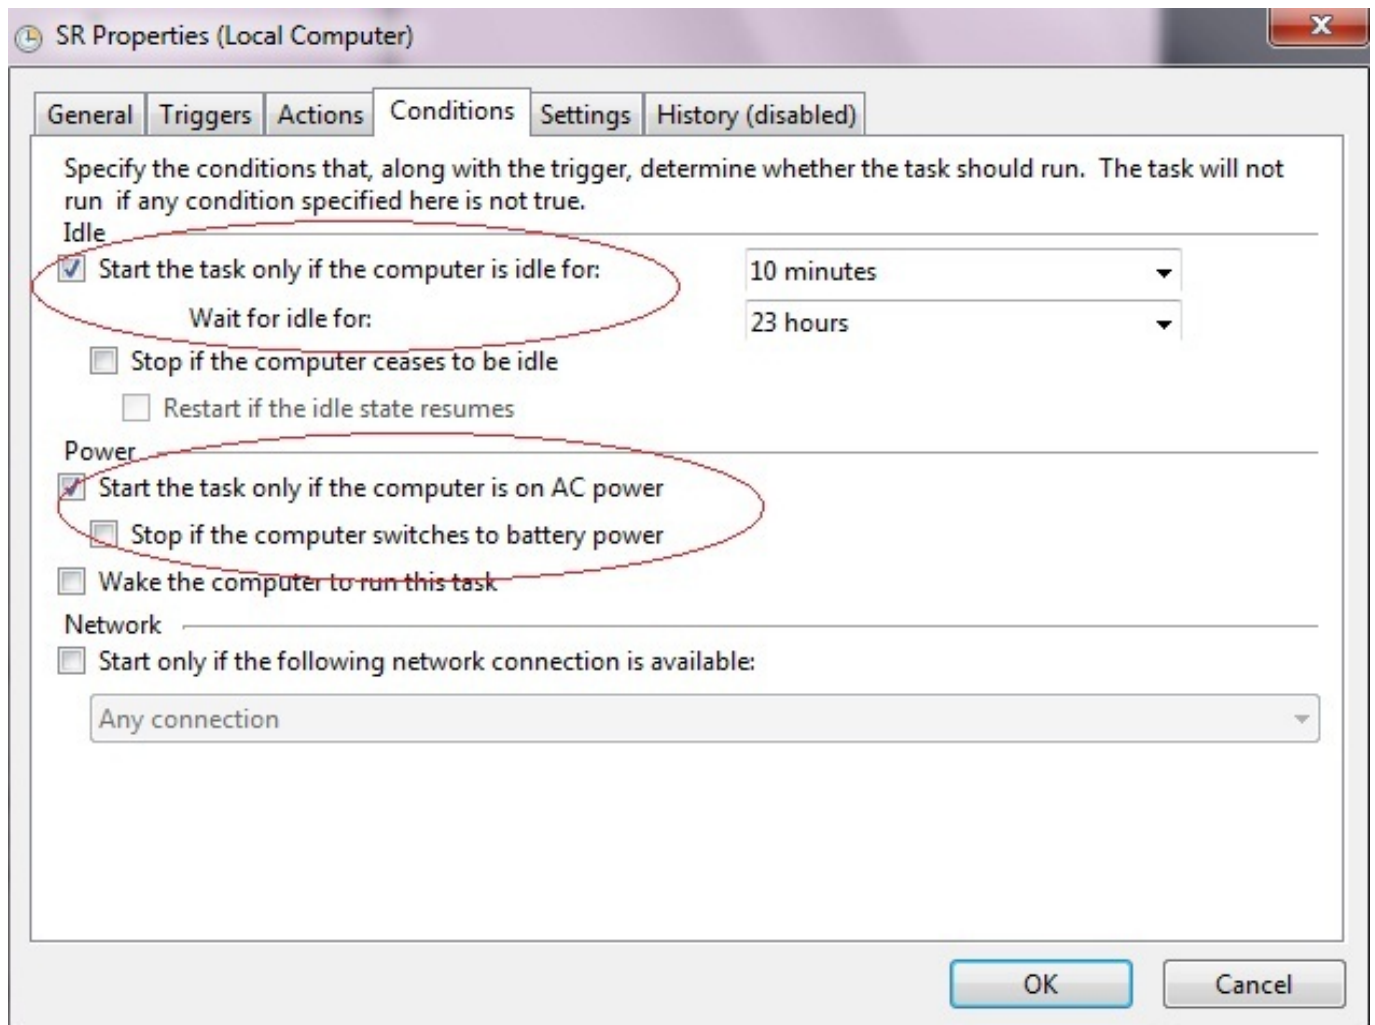 SR Properties (Local Computer)
x
General Triggers Actions Conditions Settings History (disabled)
Specify the conditions that, along with the trigger, determine whether the task should run.  The task will not
run  if any condition specified here is not true.
Idle
Start the task only if the computer is idle for: 10 minutes
Wait for idle for: 23 hours
Stop if the computer ceases to be idle
Restart if the idle state resumes
Power
Start the task only if the computer is on AC power
Stop if the computer switches to battery power
Wake the computer to run this task
Network
Start only if the following network connection is available:
Any connection
OK Cancel